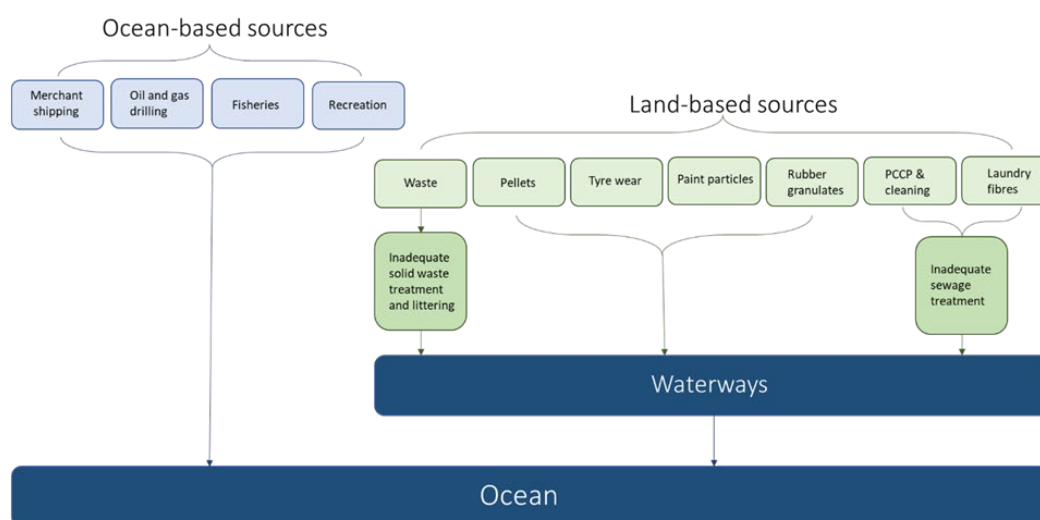 Ocean-based sources
Merchant
shipping
Oil and gas
drilling
Fisheries
Recreation
Land-based sources
Waste
Pellets
Tyre wear
Paint particles
Rubber
granulates
PCCP &
cleaning
Laundry
fibres
Inadequate
solid waste
treatment
and littering
Inadequate
sewage
treatment
Waterways
Ocean